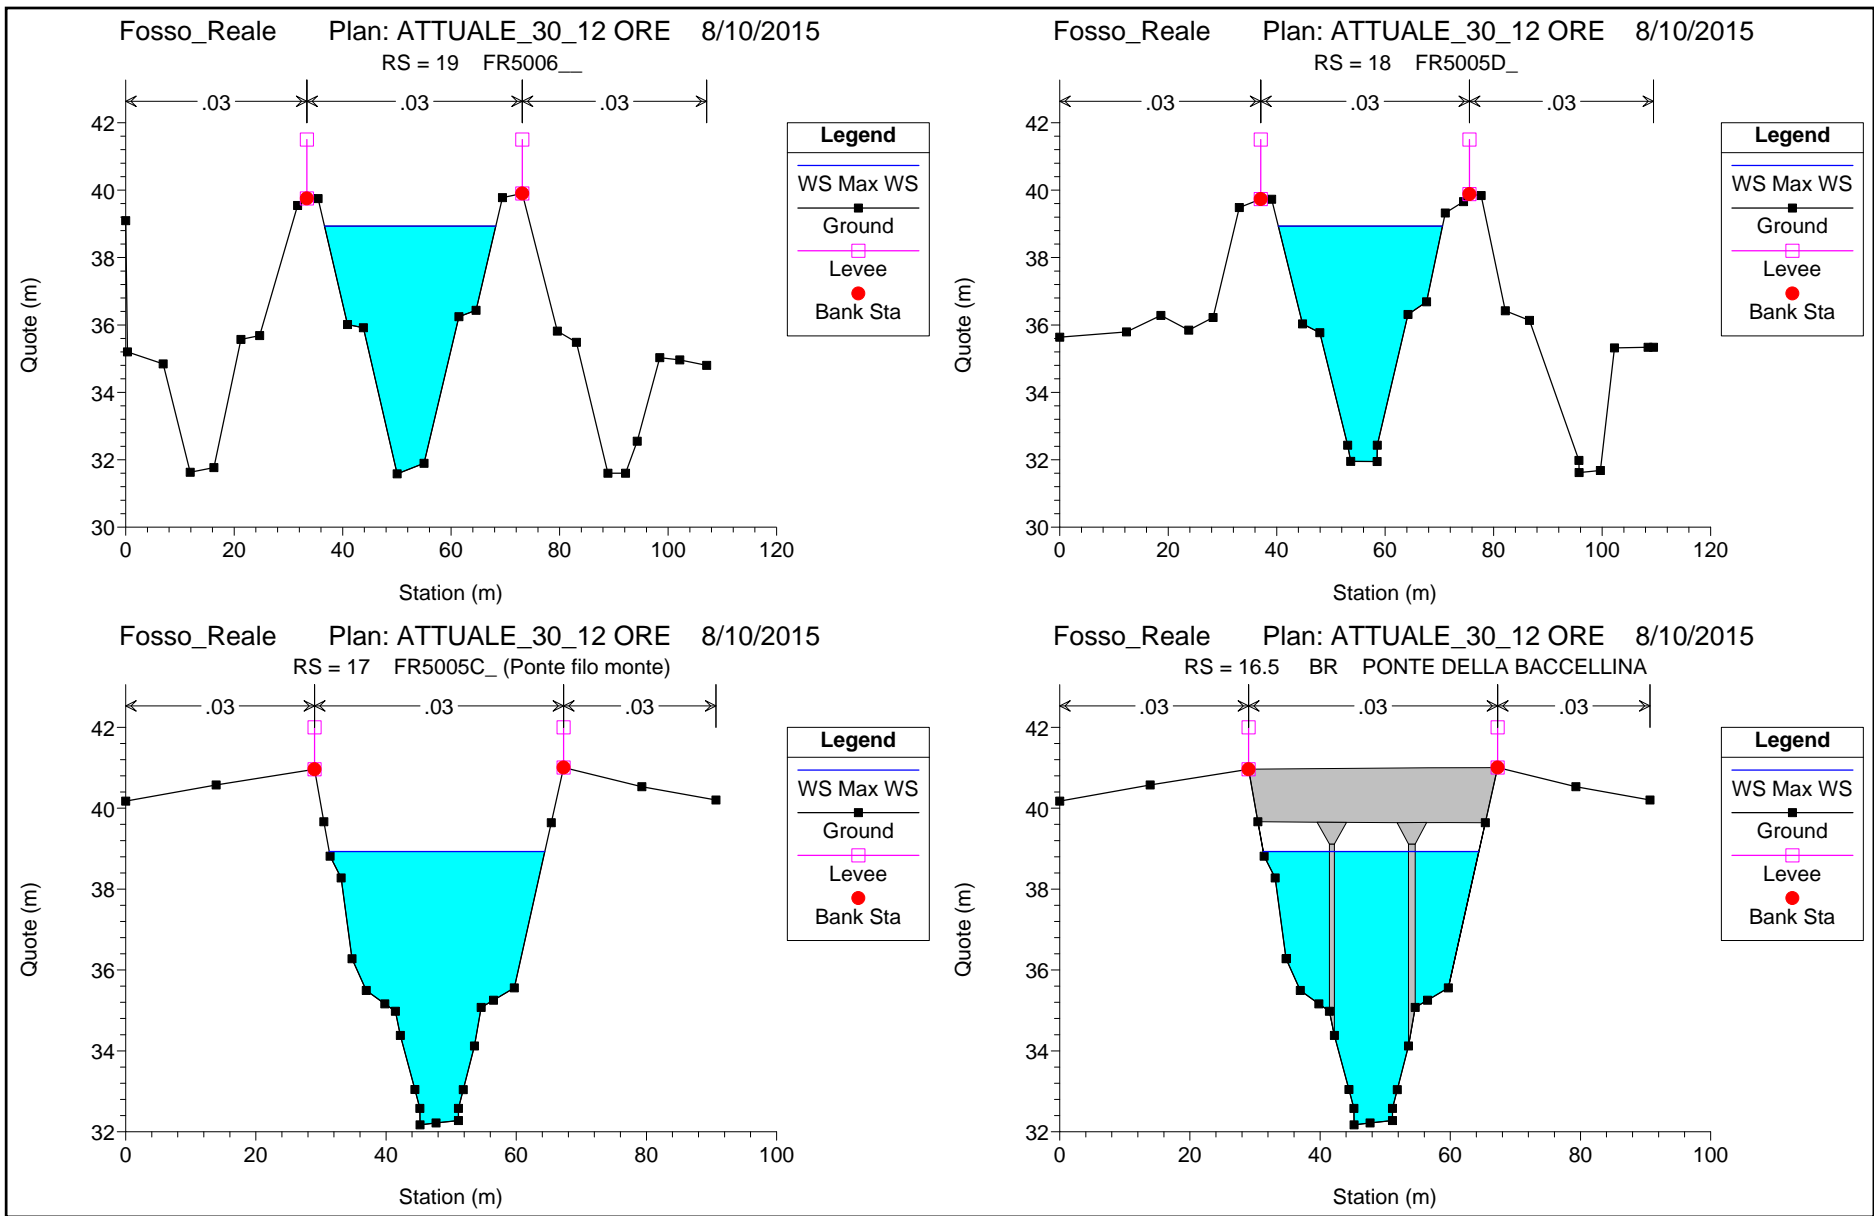 Fosso_Reale Plan: ATTUALE_30_12 ORE 8/10/2015
RS = 19 FR5006__
.03 .03 .03
42
40
38
36
34
32
30
0 20 40 60 80 100 120
Quote (m)
Station (m)
Legend
WS Max WS
Ground
Levee
Bank Sta
Fosso_Reale Plan: ATTUALE_30_12 ORE 8/10/2015
RS = 18 FR5005D_
.03 .03 .03
42
40
38
36
34
32
30
0 20 40 60 80 100 120
Quote (m)
Station (m)
Legend
WS Max WS
Ground
Levee
Bank Sta
Fosso_Reale Plan: ATTUALE_30_12 ORE 8/10/2015
RS = 17 FR5005C_ (Ponte filo monte)
.03 .03 .03
42
40
38
36
34
32
0 20 40 60 80 100
Quote (m)
Station (m)
Legend
WS Max WS
Ground
Levee
Bank Sta
Fosso_Reale Plan: ATTUALE_30_12 ORE 8/10/2015
RS = 16.5 BR PONTE DELLA BACCELLINA
.03 .03 .03
42
40
38
36
34
32
0 20 40 60 80 100
Quote (m)
Station (m)
Legend
WS Max WS
Ground
Levee
Bank Sta